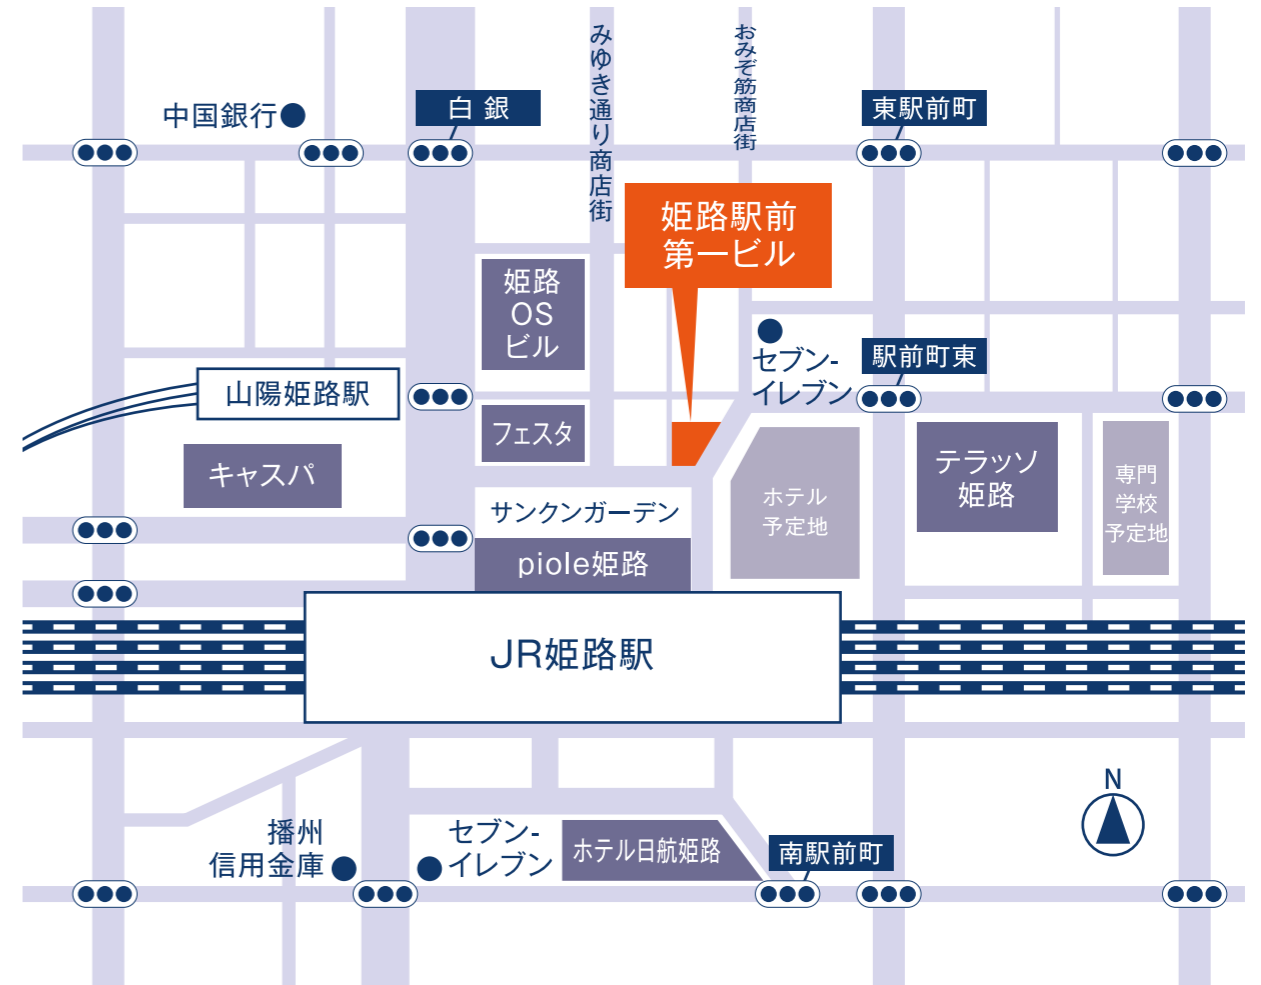 みゆき通り商店街
おみぞ筋商店街
中国銀行
白銀
東駅前町
姫路駅前
第一ビル
姫路
OS
ビル
セブン-
イレブン
駅前町東
山陽姫路駅
フェスタ
キャスパ
テラッソ
姫路
専門
学校
予定地
ホテル
予定地
サンクンガーデン
piole姫路
JR姫路駅
N
播州
信用金庫
セブン-
イレブン
ホテル日航姫路
南駅前町